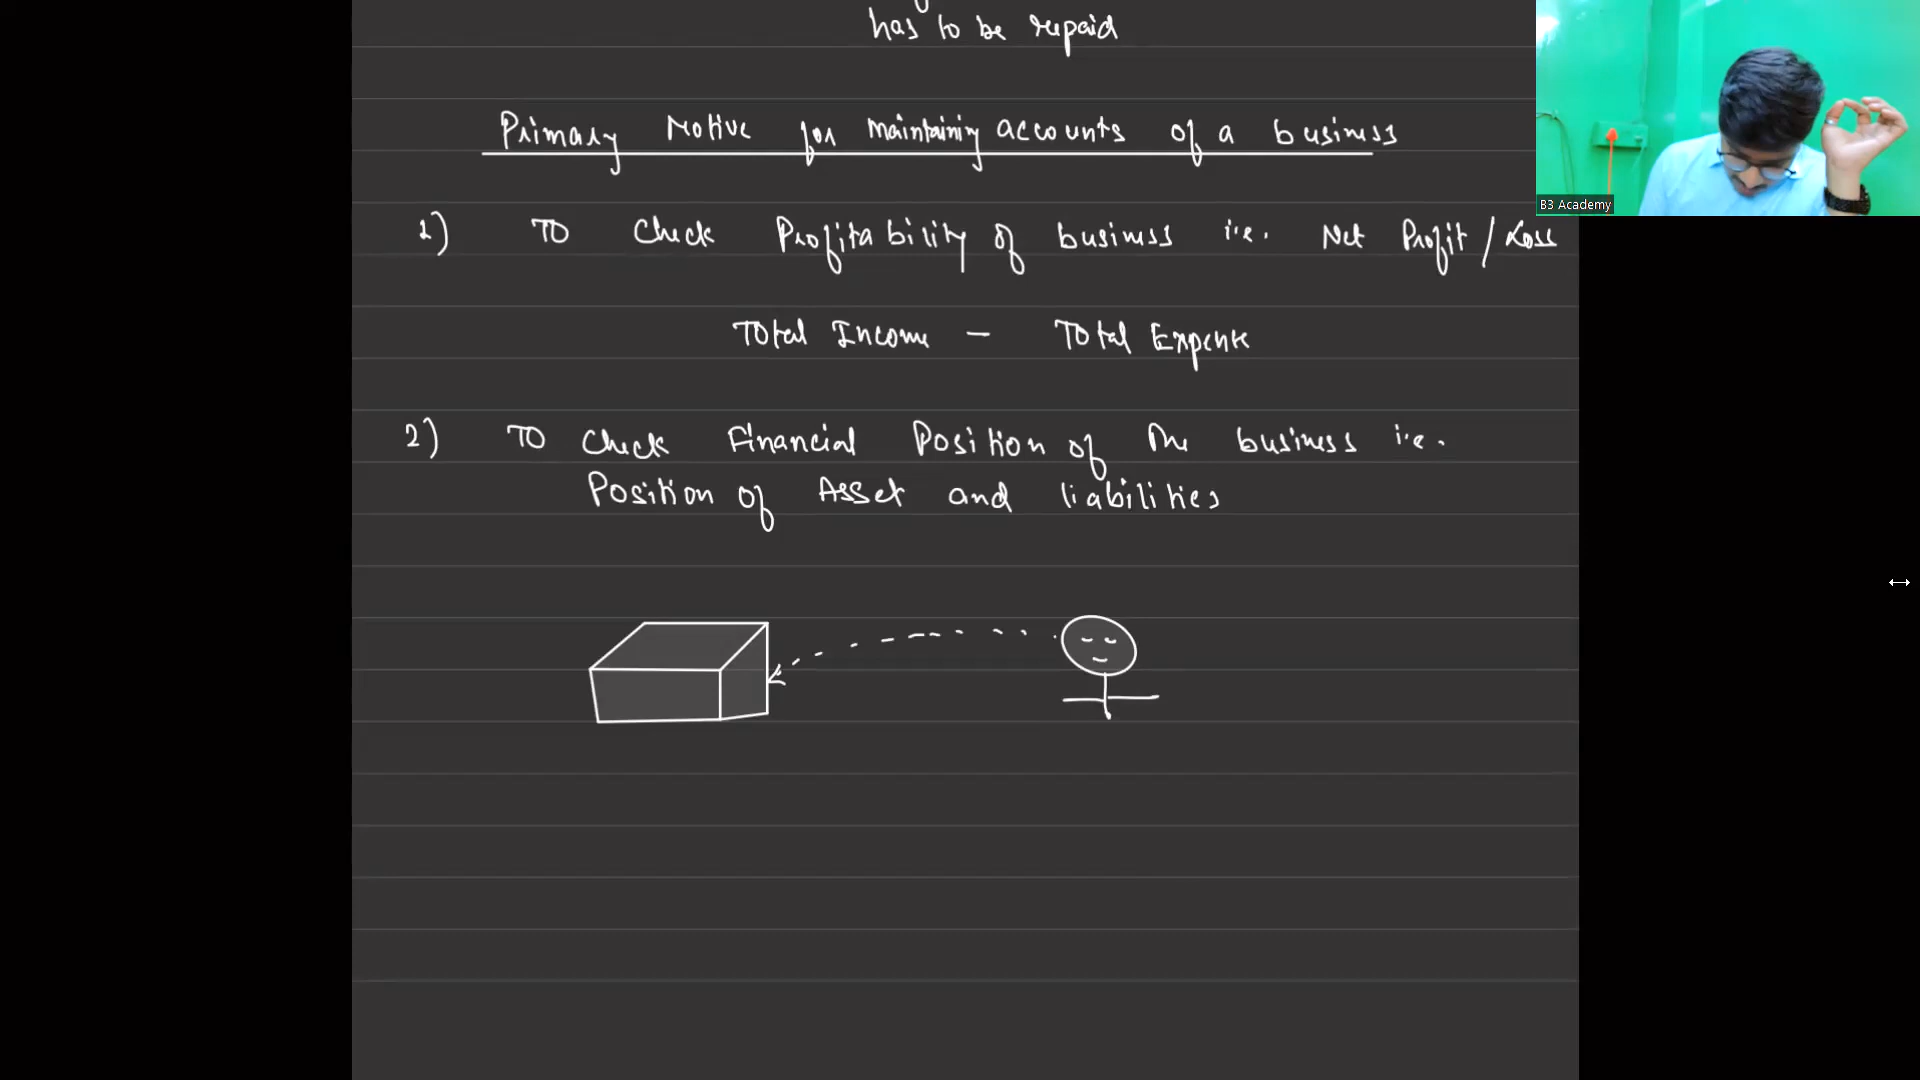 has to be repaid
Primary Motive for maintaining accounts of a business
1) To Check Profitability of business i.e. Net Profit / Loss
Total Income - Total Expense
2) To Check Financial Position of the business i.e.
Position of Asset and liabilities
B3 Academy